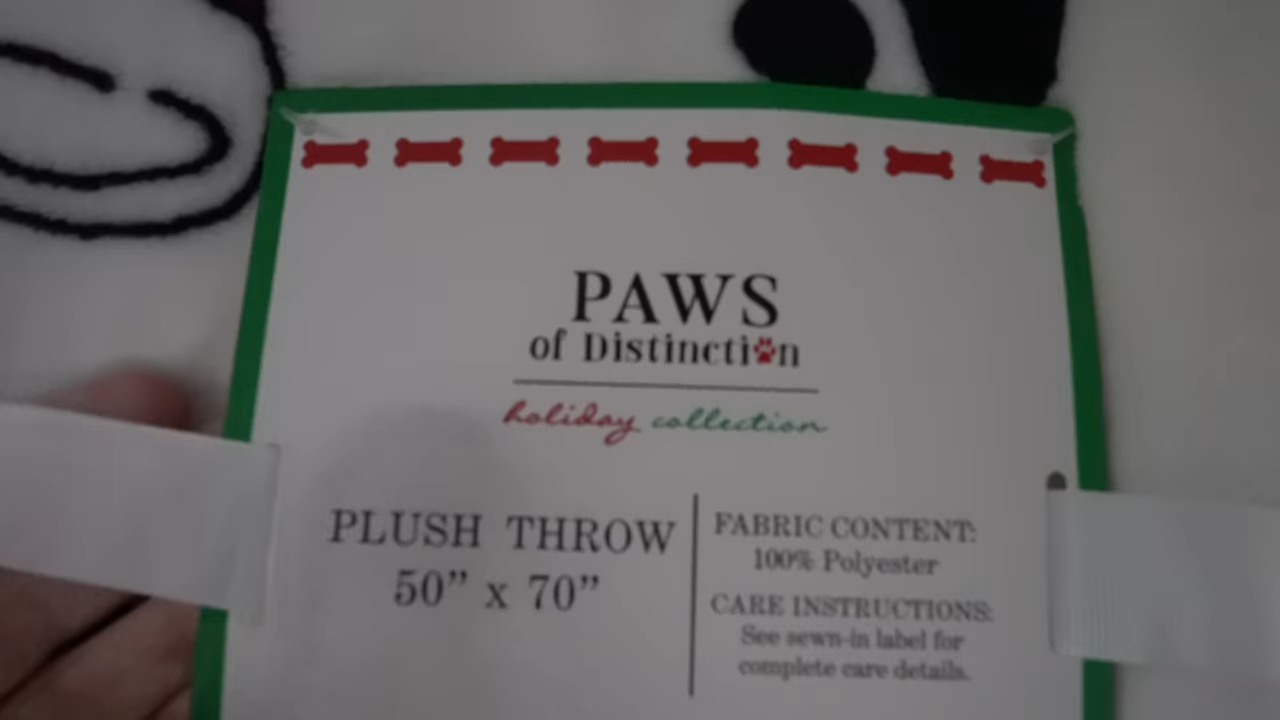 PAWS
of Distinction
holiday collection
PLUSH THROW
50” x 70”
FABRIC CONTENT:
100% Polyester
CARE INSTRUCTIONS:
See sewn-in label for
complete care details.